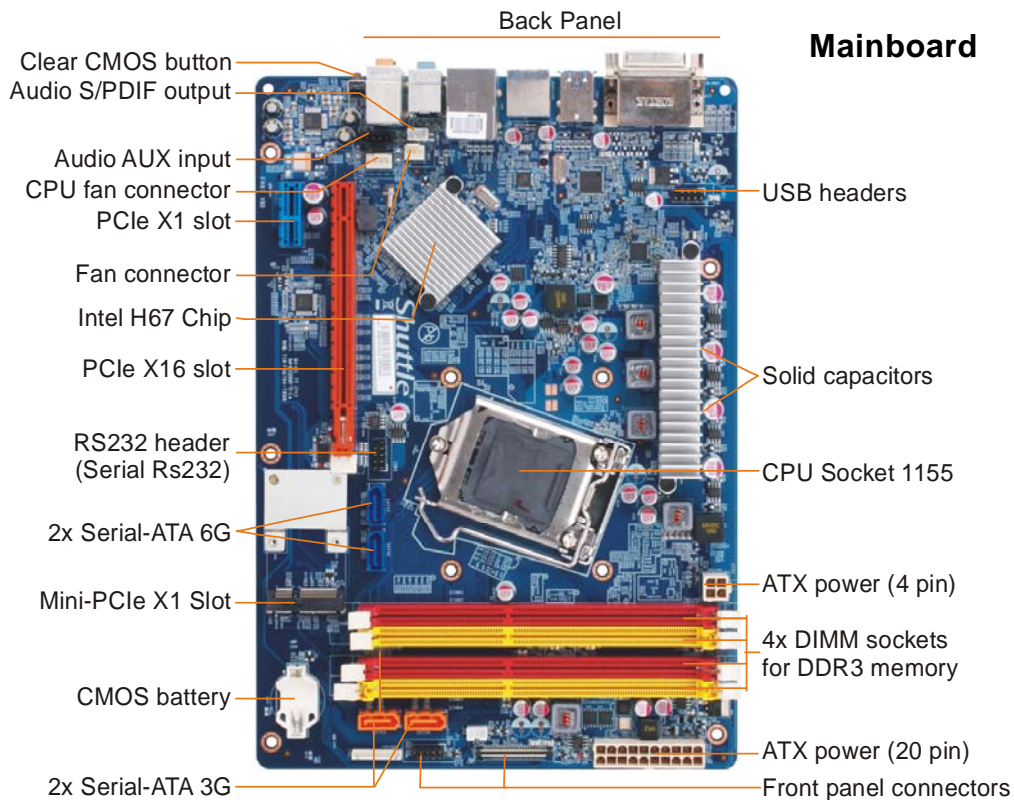 Back Panel
Mainboard
Clear CMOS button
Audio S/PDIF output
Audio AUX input
CPU fan connector
PCIe X1 slot
Fan connector
Intel H67 Chip
PCIe X16 slot
RS232 header
(Serial Rs232)
2x Serial-ATA 6G
Mini-PCIe X1 Slot
CMOS battery
2x Serial-ATA 3G
Shuttle
USB headers
Solid capacitors
CPU Socket 1155
ATX power (4 pin)
4x DIMM sockets
for DDR3 memory
ATX power (20 pin)
Front panel connectors